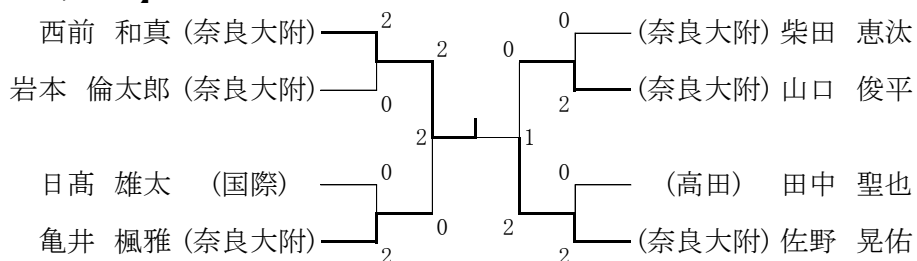 西前 和真 (奈良大附) 2 0 (奈良大附) 柴田 恵汰
2 0
岩本 倫太郎 (奈良大附) 0 2 (奈良大附) 山口 俊平
2 1
日髙 雄太 (国際) 0 0 (高田) 田中 聖也
0 2
亀井 楓雅 (奈良大附) 2 2 (奈良大附) 佐野 晃佑